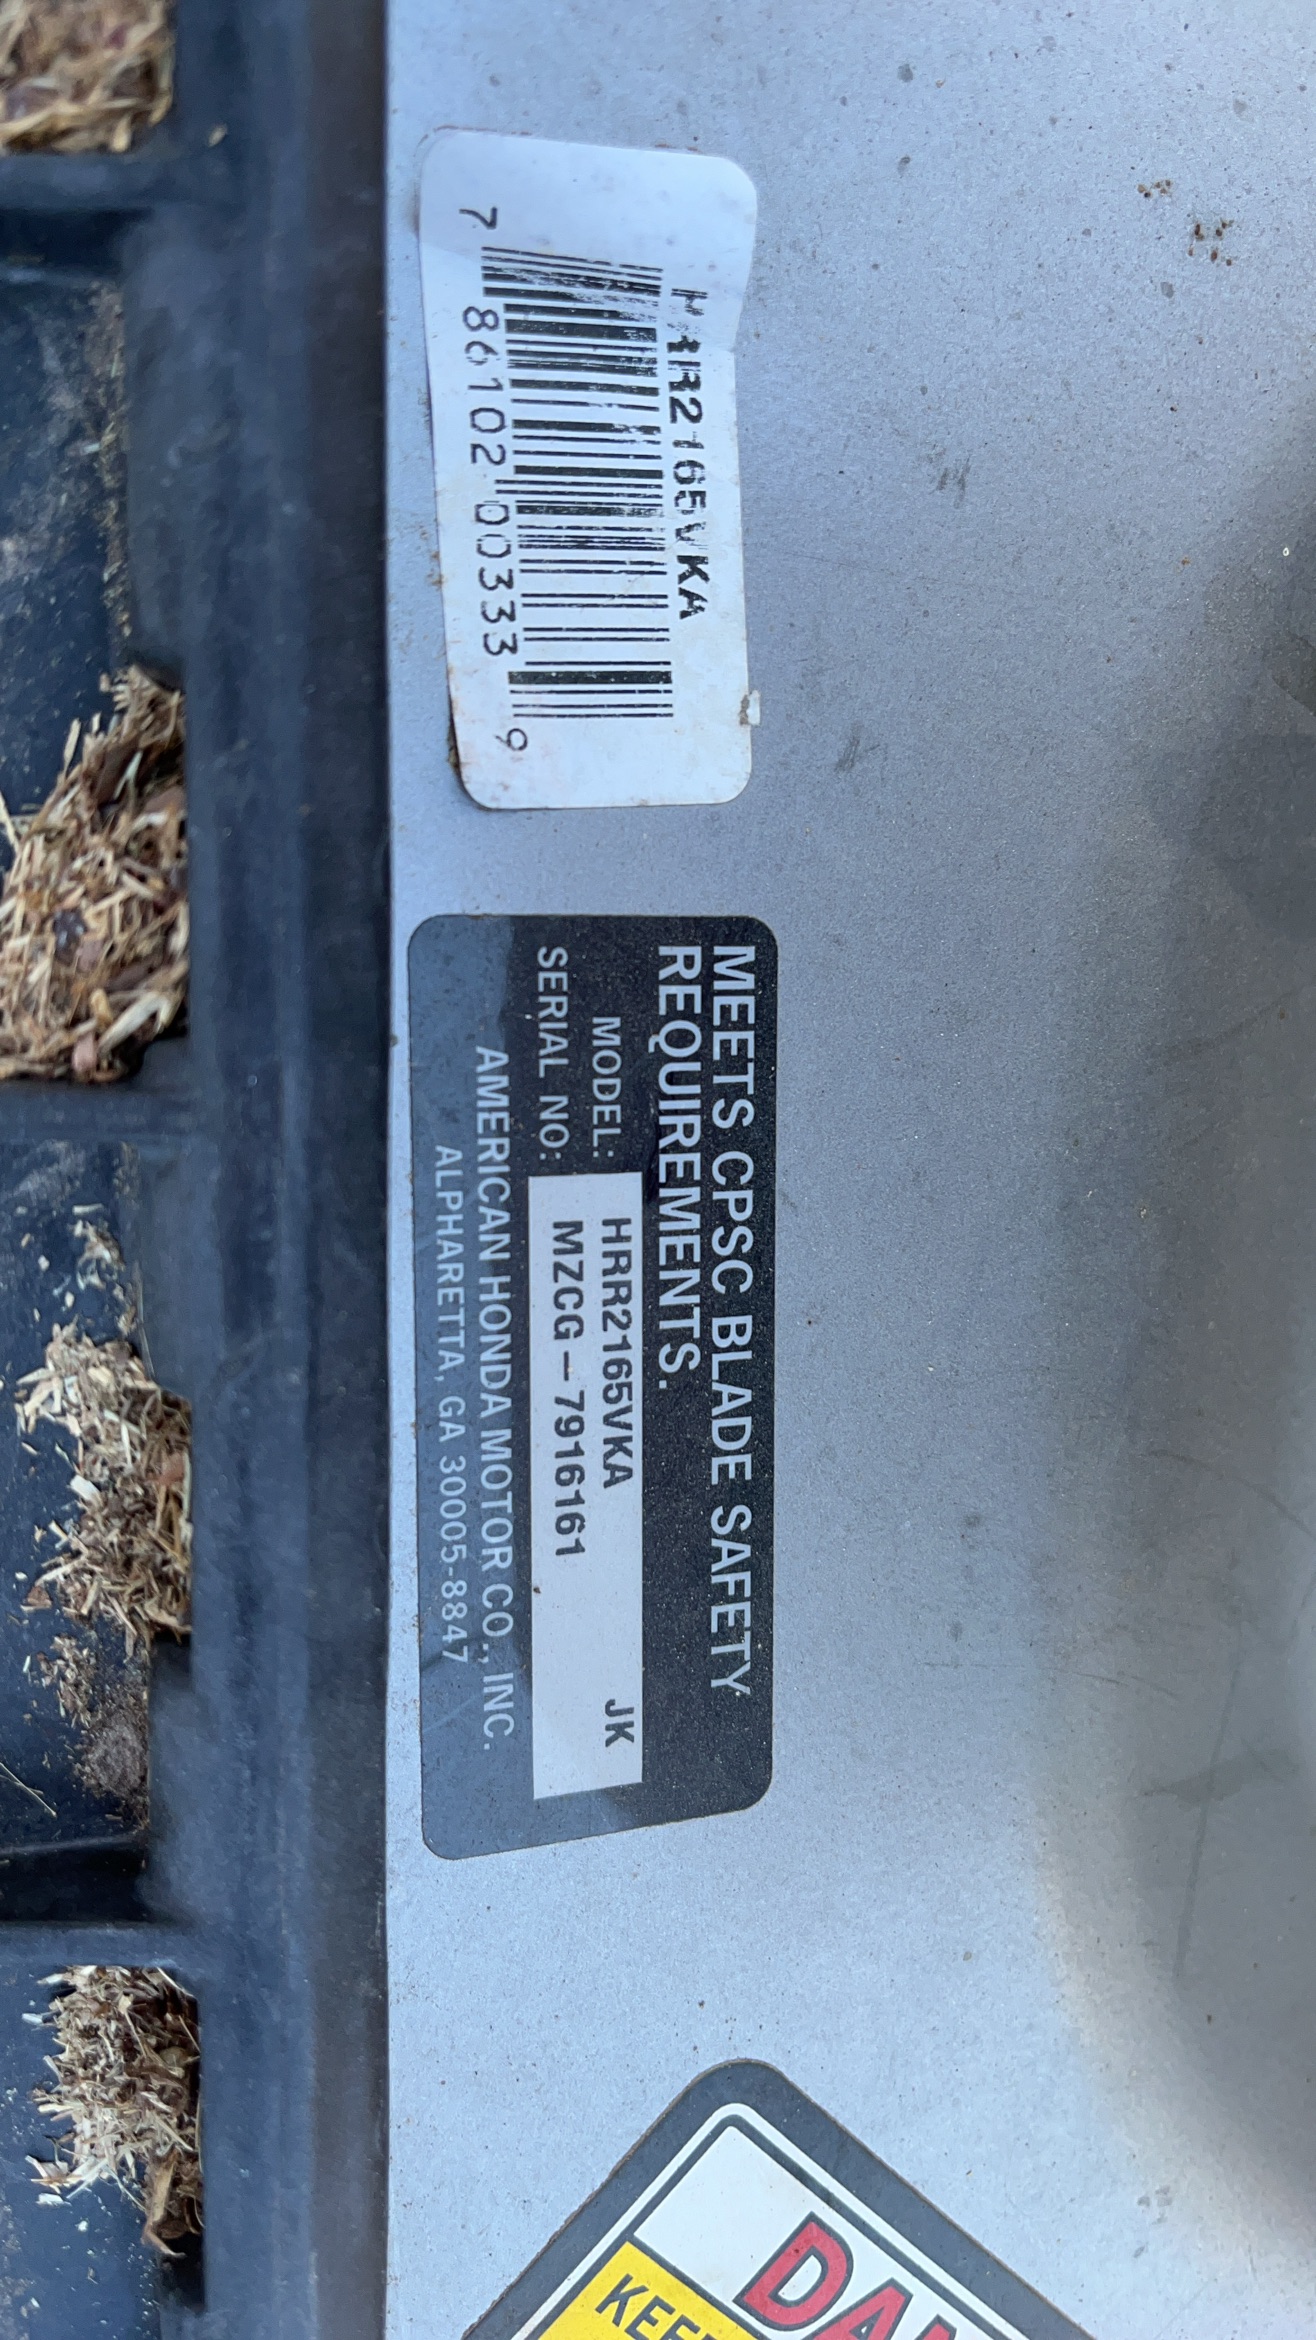 HRR2165VKA
7 86102 00333 9
MEETS CPSC BLADE SAFETY
REQUIREMENTS.
MODEL: HRR2165VKA JK
SERIAL NO: MZCG-7916161
AMERICAN HONDA MOTOR CO., INC.
ALPHARETTA, GA 30005-8847